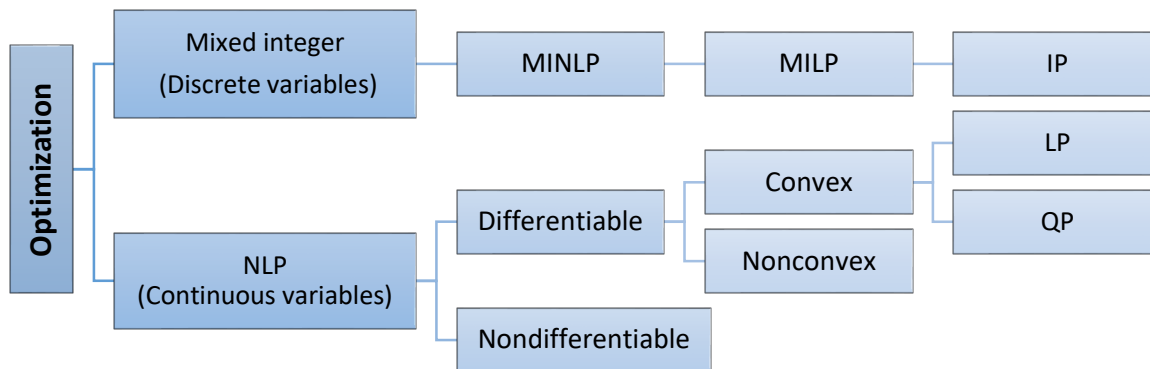 Optimization
Mixed integer
(Discrete variables)
MINLP
MILP
IP
NLP
(Continuous variables)
Differentiable
Convex
LP
QP
Nonconvex
Nondifferentiable